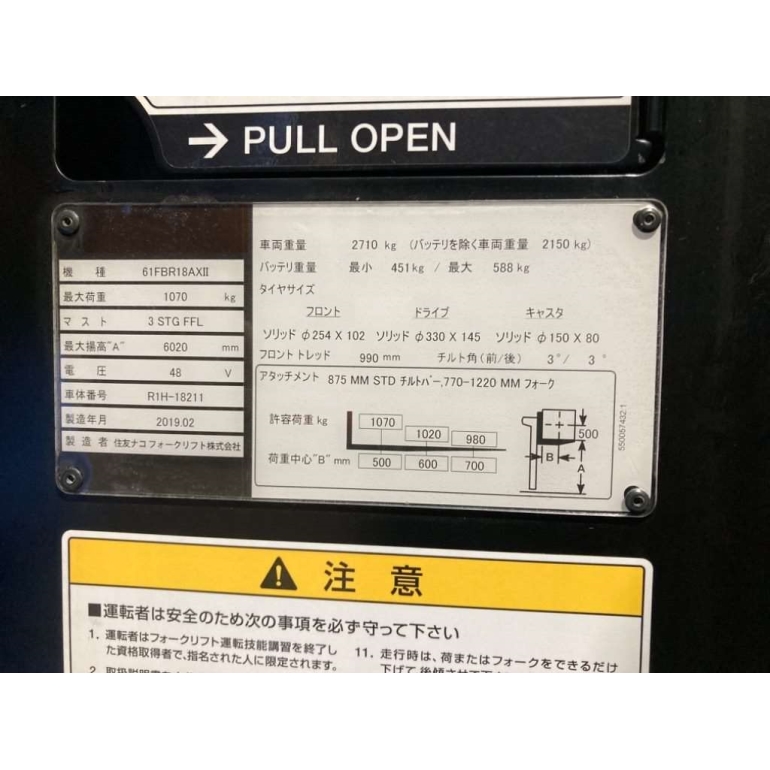 → PULL OPEN
機 種 61FBR18AXII
最大荷重 1070 kg
マスト 3 STG FFL
最大揚高"A" 6020 mm
電 圧 48 V
車体番号 R1H-18211
製造年月 2019.02
製造者 住友ナコフォークリフト株式会社
車両重量 2710 kg (バッテリを除く車両重量 2150 kg)
バッテリ重量 最小 451kg / 最大 588 kg
タイヤサイズ
フロント ドライブ キャスタ
ソリッド φ254 X 102 ソリッド φ330 X 145 ソリッド φ150 X 80
フロントトレッド 990 mm チルト角(前/後) 3°/ 3°
アタッチメント 875 MM STD チルトバー,770-1220 MM フォーク
許容荷重 kg 1070 1020 980
荷重中心"B" mm 500 600 700
500
B
A
550057432:1
注 意
■運転者は安全のため次の事項を必ず守って下さい
1. 運転者はフォークリフト運転技能講習を終了し
た資格取得者で,指名された人に限定されます。
11. 走行時は、荷またはフォークをできるだけ